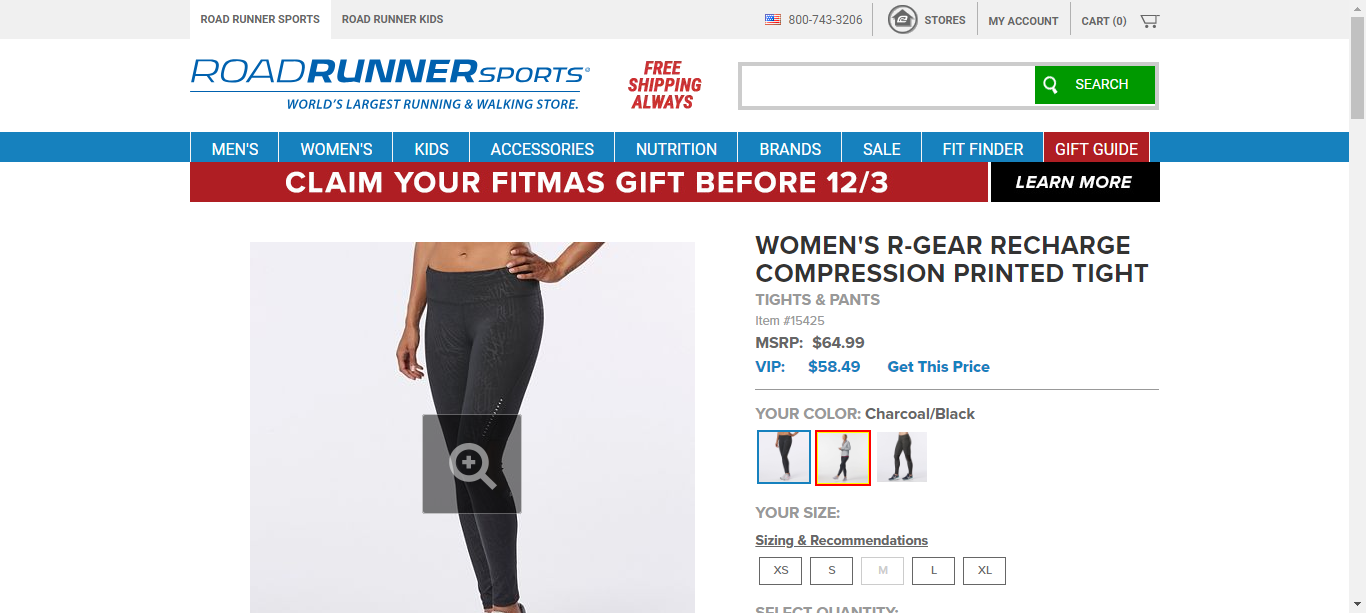 ROAD RUNNER SPORTS
ROAD RUNNER KIDS
800-743-3206
STORES
MY ACCOUNT
CART (0)
ROADRUNNERSPORTS®
WORLD'S LARGEST RUNNING & WALKING STORE.
FREE
SHIPPING
ALWAYS
SEARCH
MEN'S
WOMEN'S
KIDS
ACCESSORIES
NUTRITION
BRANDS
SALE
FIT FINDER
GIFT GUIDE
CLAIM YOUR FITMAS GIFT BEFORE 12/3
LEARN MORE
WOMEN'S R-GEAR RECHARGE
COMPRESSION PRINTED TIGHT
TIGHTS & PANTS
Item #15425
MSRP: $64.99
VIP: $58.49 Get This Price
YOUR COLOR: Charcoal/Black
YOUR SIZE:
Sizing & Recommendations
XS
S
M
L
XL
SELECT QUANTITY: